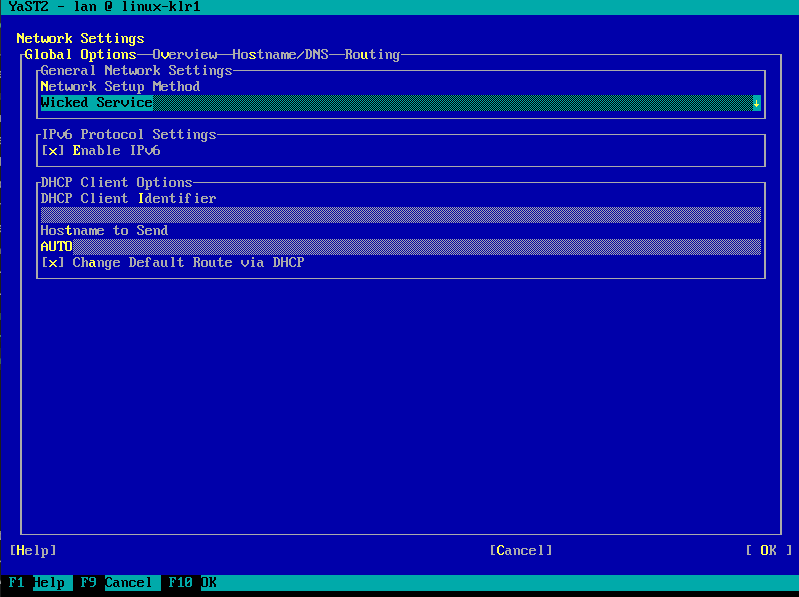 YaST2 - lan @ linux-klr1
Network Settings
Global Options—Overview—Hostname/DNS—Routing
General Network Settings
Network Setup Method
Wicked Service ↓
IPv6 Protocol Settings
[x] Enable IPv6
DHCP Client Options
DHCP Client Identifier
Hostname to Send
AUTO
[x] Change Default Route via DHCP
[Help] [Cancel] [ OK ]
F1 Help F9 Cancel F10 OK